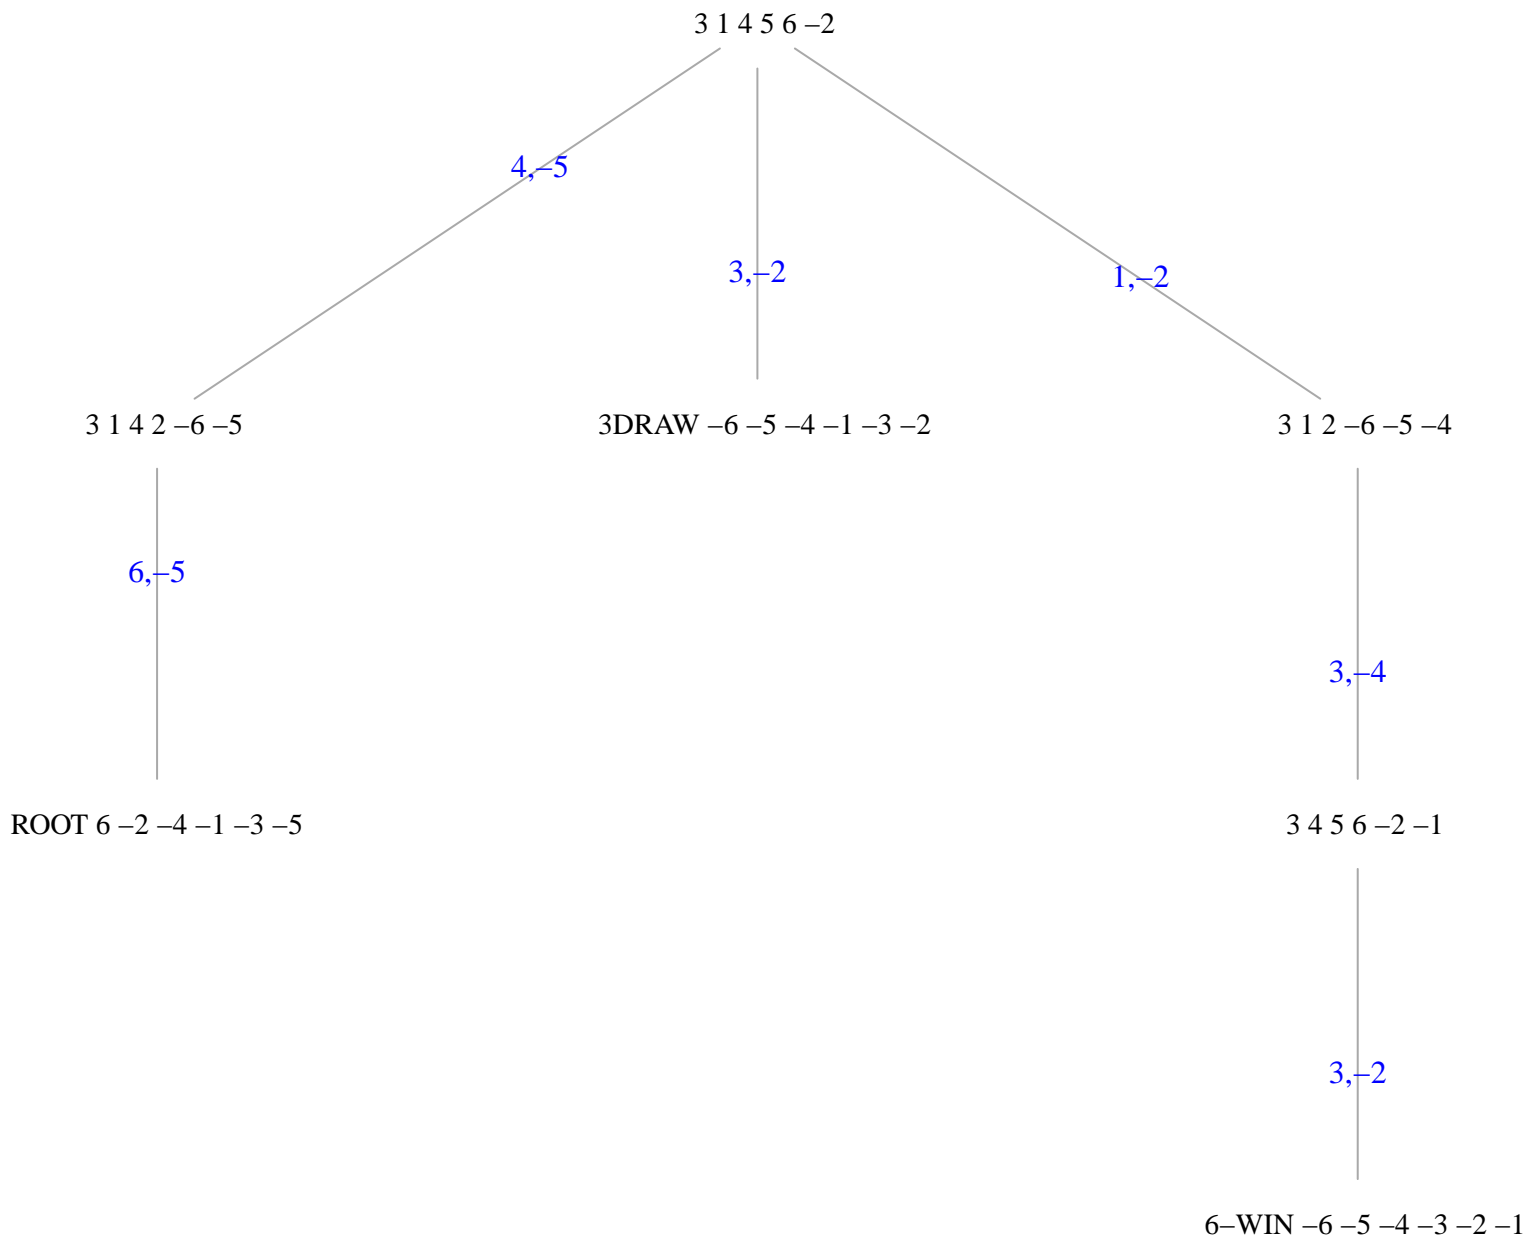 3 1 4 5 6 –2
4,–5
3,–2
1,–2
3 1 4 2 –6 –5
3DRAW –6 –5 –4 –1 –3 –2
3 1 2 –6 –5 –4
6,–5
3,–4
ROOT 6 –2 –4 –1 –3 –5
3 4 5 6 –2 –1
3,–2
6–WIN –6 –5 –4 –3 –2 –1